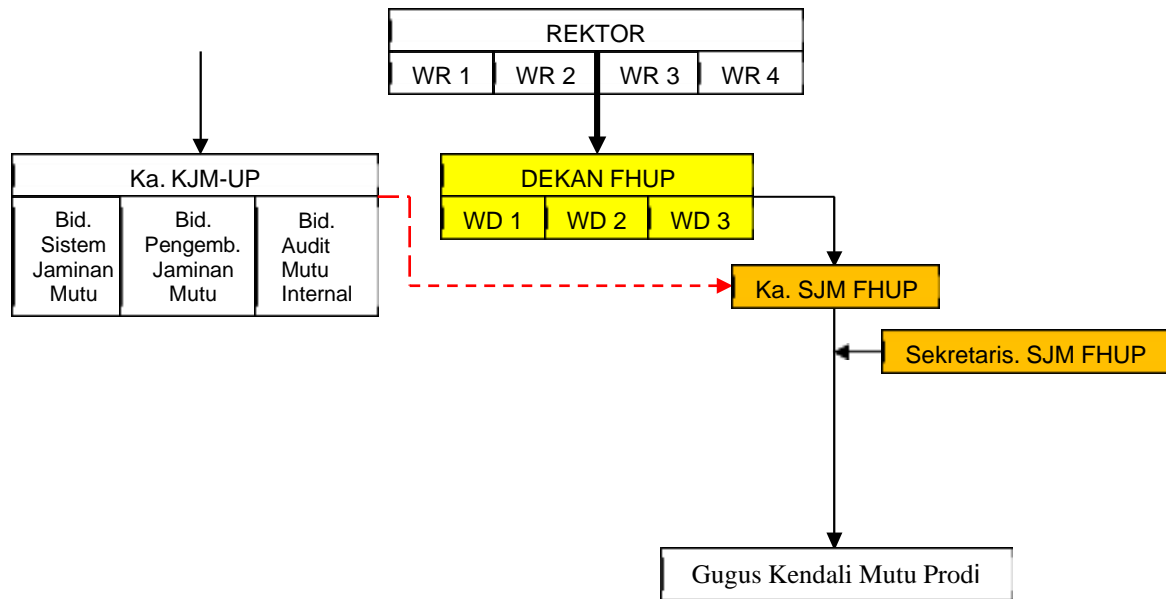 REKTOR
WR 1
WR 2
WR 3
WR 4
Ka. KJM-UP
Bid.
Sistem
Jaminan
Mutu
Bid.
Pengemb.
Jaminan
Mutu
Bid.
Audit
Mutu
Internal
DEKAN FHUP
WD 1
WD 2
WD 3
Ka. SJM FHUP
Sekretaris. SJM FHUP
Gugus Kendali Mutu Prodi